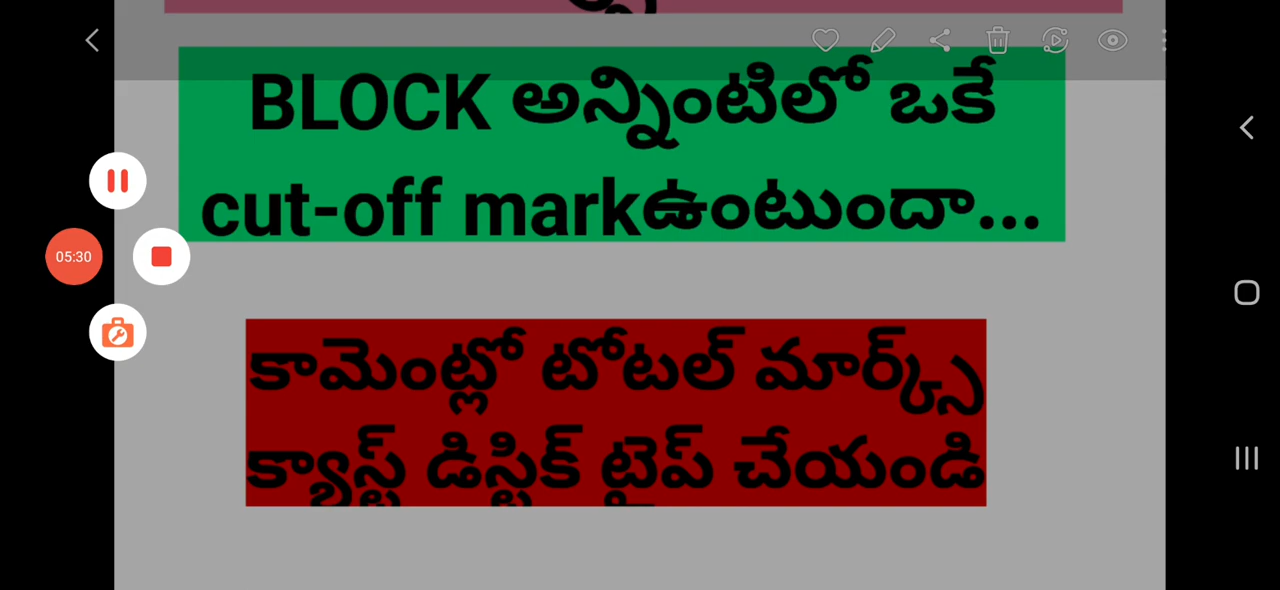 BLOCK అన్నింటిలో ఒకే
cut-off markఉంటుందా...
05:30
కామెంట్లో టోటల్ మార్క్స్
క్యాస్ట్ డిస్టిక్ టైప్ చేయండి